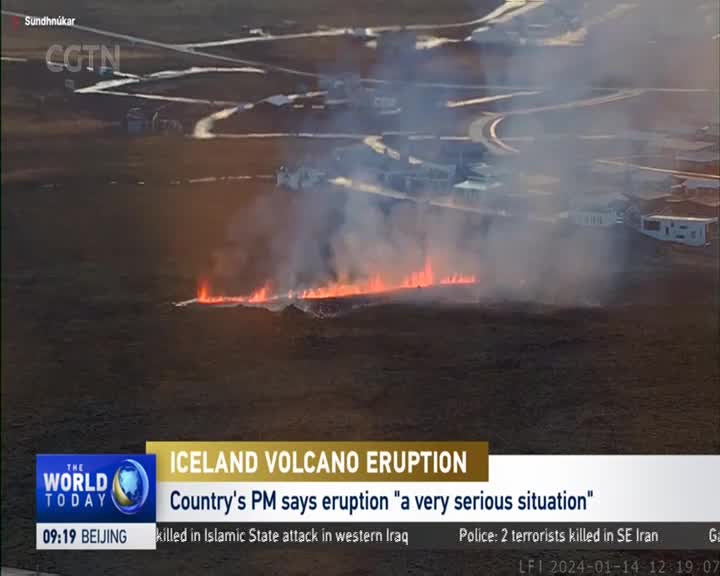 Sundhnúkar
CGTN
ICELAND VOLCANO ERUPTION
THE WORLD TODAY
Country's PM says eruption "a very serious situation"
09:19 BEIJING
killed in Islamic State attack in western Iraq Police: 2 terrorists killed in SE Iran Ga
LFI 2024-01-14 12:19:07